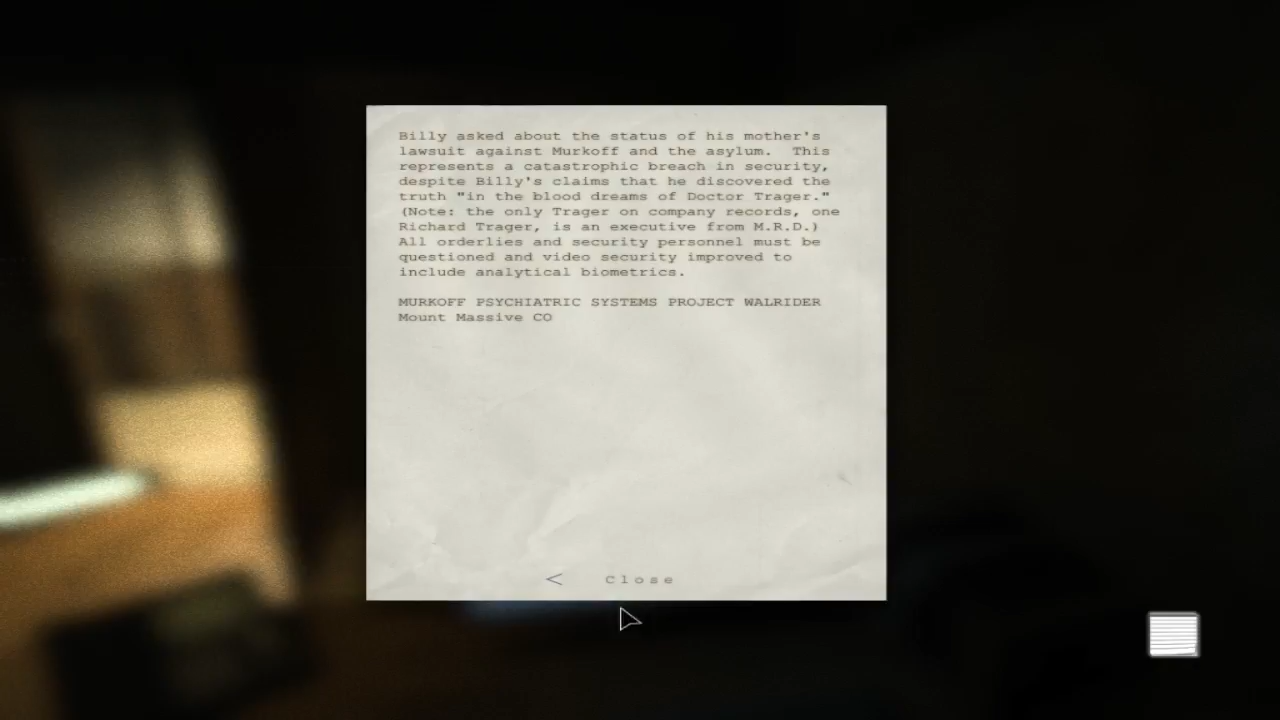 Billy asked about the status of his mother's
lawsuit against Murkoff and the asylum.  This
represents a catastrophic breach in security,
despite Billy's claims that he discovered the
truth "in the blood dreams of Doctor Trager."
(Note: the only Trager on company records, one
Richard Trager, is an executive from M.R.D.)
All orderlies and security personnel must be
questioned and video security improved to
include analytical biometrics.
MURKOFF PSYCHIATRIC SYSTEMS PROJECT WALRIDER
Mount Massive CO
< Close